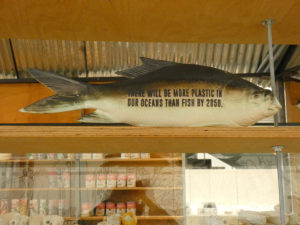 THERE WILL BE MORE PLASTIC IN
OUR OCEANS THAN FISH BY 2050.